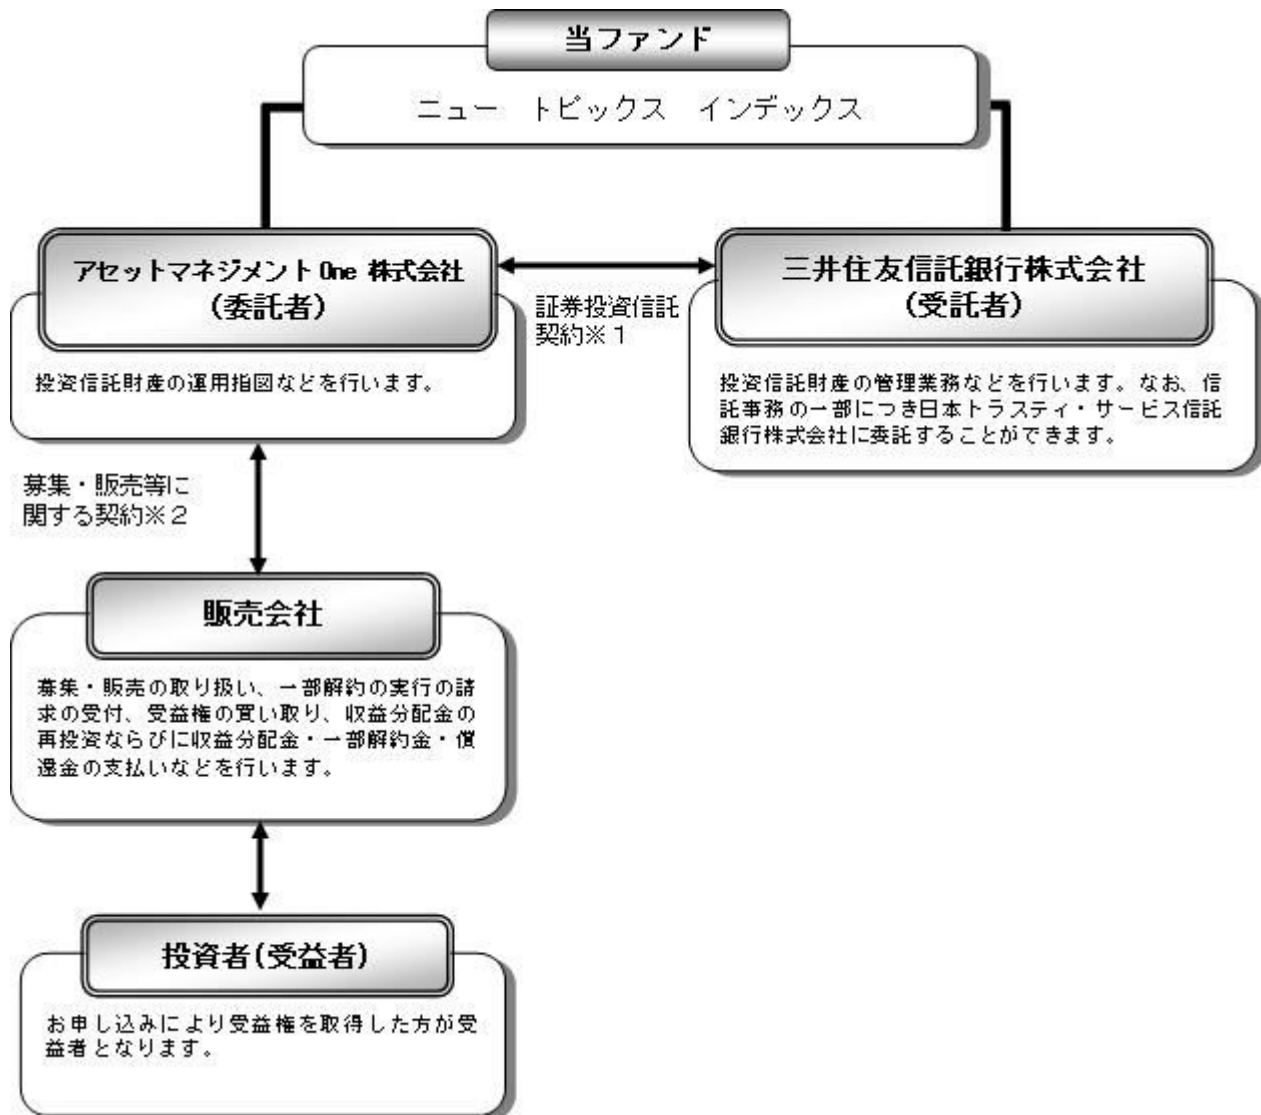 当ファンド
ニュー　トピックス　インデックス
アセットマネジメント One 株式会社
(委託者)
投資信託財産の運用指図などを行います。
証券投資信託
契約※１
三井住友信託銀行株式会社
(受託者)
投資信託財産の管理業務などを行います。なお、信
託事務の一部につき日本トラスティ・サービス信託
銀行株式会社に委託することができます。
募集・販売等に
関する契約※２
販売会社
募集・販売の取り扱い、一部解約の実行の請
求の受付、受益権の買い取り、収益分配金の
再投資ならびに収益分配金・一部解約金・償
還金の支払いなどを行います。
投資者(受益者)
お申し込みにより受益権を取得した方が受
益者となります。